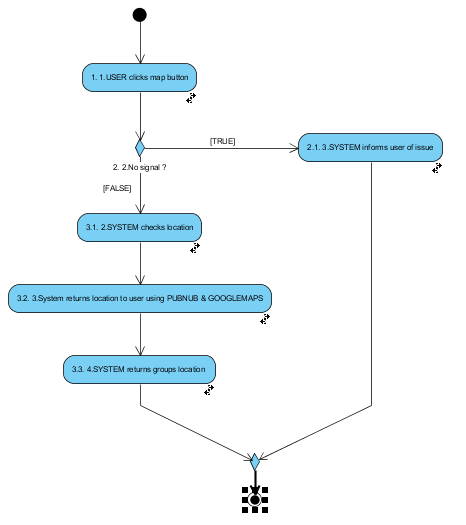 1. 1.USER clicks map button
[TRUE]
2.1. 3.SYSTEM informs user of issue
2. 2.No signal ?
[FALSE]
3.1. 2.SYSTEM checks location
3.2. 3.System returns location to user using PUBNUB & GOOGLEMAPS
3.3. 4.SYSTEM returns groups location